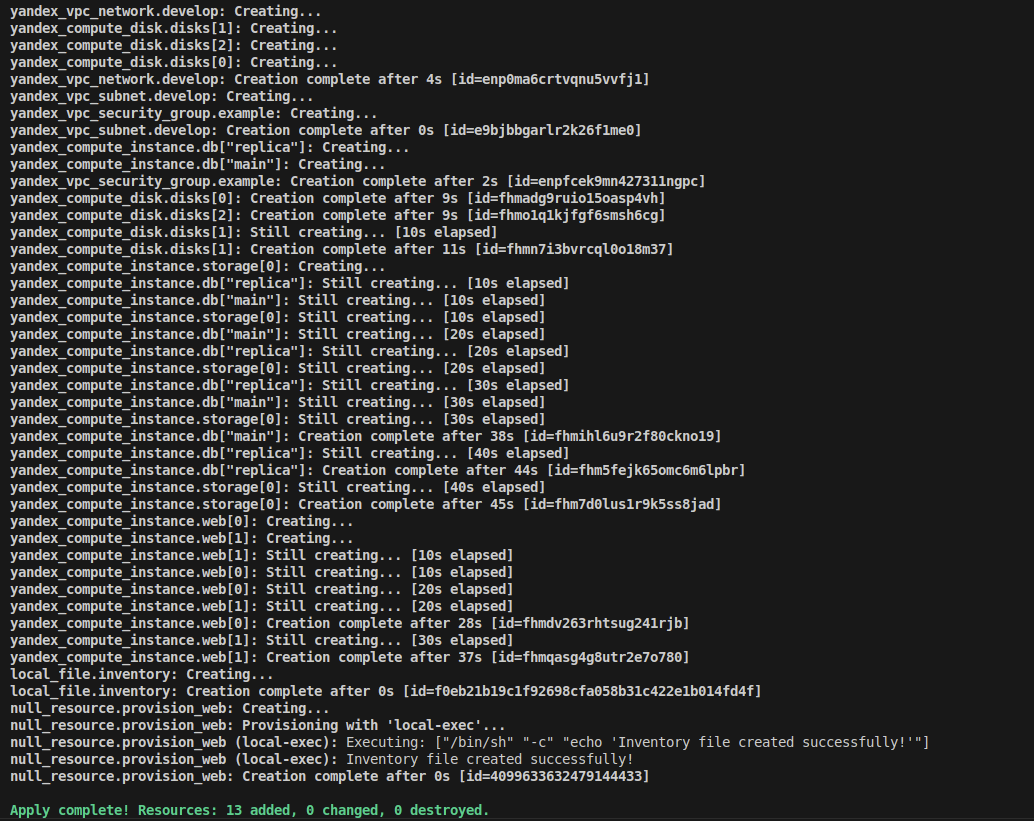 yandex_vpc_network.develop: Creating...
yandex_compute_disk.disks[1]: Creating...
yandex_compute_disk.disks[2]: Creating...
yandex_compute_disk.disks[0]: Creating...
yandex_vpc_network.develop: Creation complete after 4s [id=enp0ma6crtvqnu5vvfj1]
yandex_vpc_subnet.develop: Creating...
yandex_vpc_security_group.example: Creating...
yandex_vpc_subnet.develop: Creation complete after 0s [id=e9bjbbgarlr2k26f1me0]
yandex_compute_instance.db["replica"]: Creating...
yandex_compute_instance.db["main"]: Creating...
yandex_vpc_security_group.example: Creation complete after 2s [id=enpfcek9mn427311ngpc]
yandex_compute_disk.disks[0]: Creation complete after 9s [id=fhmadg9ruio15oasp4vh]
yandex_compute_disk.disks[2]: Creation complete after 9s [id=fhmo1q1kjfgf6smsh6cg]
yandex_compute_disk.disks[1]: Still creating... [10s elapsed]
yandex_compute_disk.disks[1]: Creation complete after 11s [id=fhmn7i3bvrcql0o18m37]
yandex_compute_instance.storage[0]: Creating...
yandex_compute_instance.db["replica"]: Still creating... [10s elapsed]
yandex_compute_instance.db["main"]: Still creating... [10s elapsed]
yandex_compute_instance.storage[0]: Still creating... [10s elapsed]
yandex_compute_instance.db["main"]: Still creating... [20s elapsed]
yandex_compute_instance.db["replica"]: Still creating... [20s elapsed]
yandex_compute_instance.storage[0]: Still creating... [20s elapsed]
yandex_compute_instance.db["replica"]: Still creating... [30s elapsed]
yandex_compute_instance.db["main"]: Still creating... [30s elapsed]
yandex_compute_instance.storage[0]: Still creating... [30s elapsed]
yandex_compute_instance.db["main"]: Creation complete after 38s [id=fhmihl6u9r2f80ckno19]
yandex_compute_instance.db["replica"]: Still creating... [40s elapsed]
yandex_compute_instance.db["replica"]: Creation complete after 44s [id=fhm5fejk65omc6m6lpbr]
yandex_compute_instance.storage[0]: Still creating... [40s elapsed]
yandex_compute_instance.storage[0]: Creation complete after 45s [id=fhm7d0lus1r9k5ss8jad]
yandex_compute_instance.web[0]: Creating...
yandex_compute_instance.web[1]: Creating...
yandex_compute_instance.web[1]: Still creating... [10s elapsed]
yandex_compute_instance.web[0]: Still creating... [10s elapsed]
yandex_compute_instance.web[0]: Still creating... [20s elapsed]
yandex_compute_instance.web[1]: Still creating... [20s elapsed]
yandex_compute_instance.web[0]: Creation complete after 28s [id=fhmdv263rhtsug241rjb]
yandex_compute_instance.web[1]: Still creating... [30s elapsed]
yandex_compute_instance.web[1]: Creation complete after 37s [id=fhmqasg4g8utr2e7o780]
local_file.inventory: Creating...
local_file.inventory: Creation complete after 0s [id=f0eb21b19c1f92698cfa058b31c422e1b014fd4f]
null_resource.provision_web: Creating...
null_resource.provision_web: Provisioning with 'local-exec'...
null_resource.provision_web (local-exec): Executing: ["/bin/sh" "-c" "echo 'Inventory file created successfully!'"]
null_resource.provision_web (local-exec): Inventory file created successfully!
null_resource.provision_web: Creation complete after 0s [id=4099633632479144433]
Apply complete! Resources: 13 added, 0 changed, 0 destroyed.